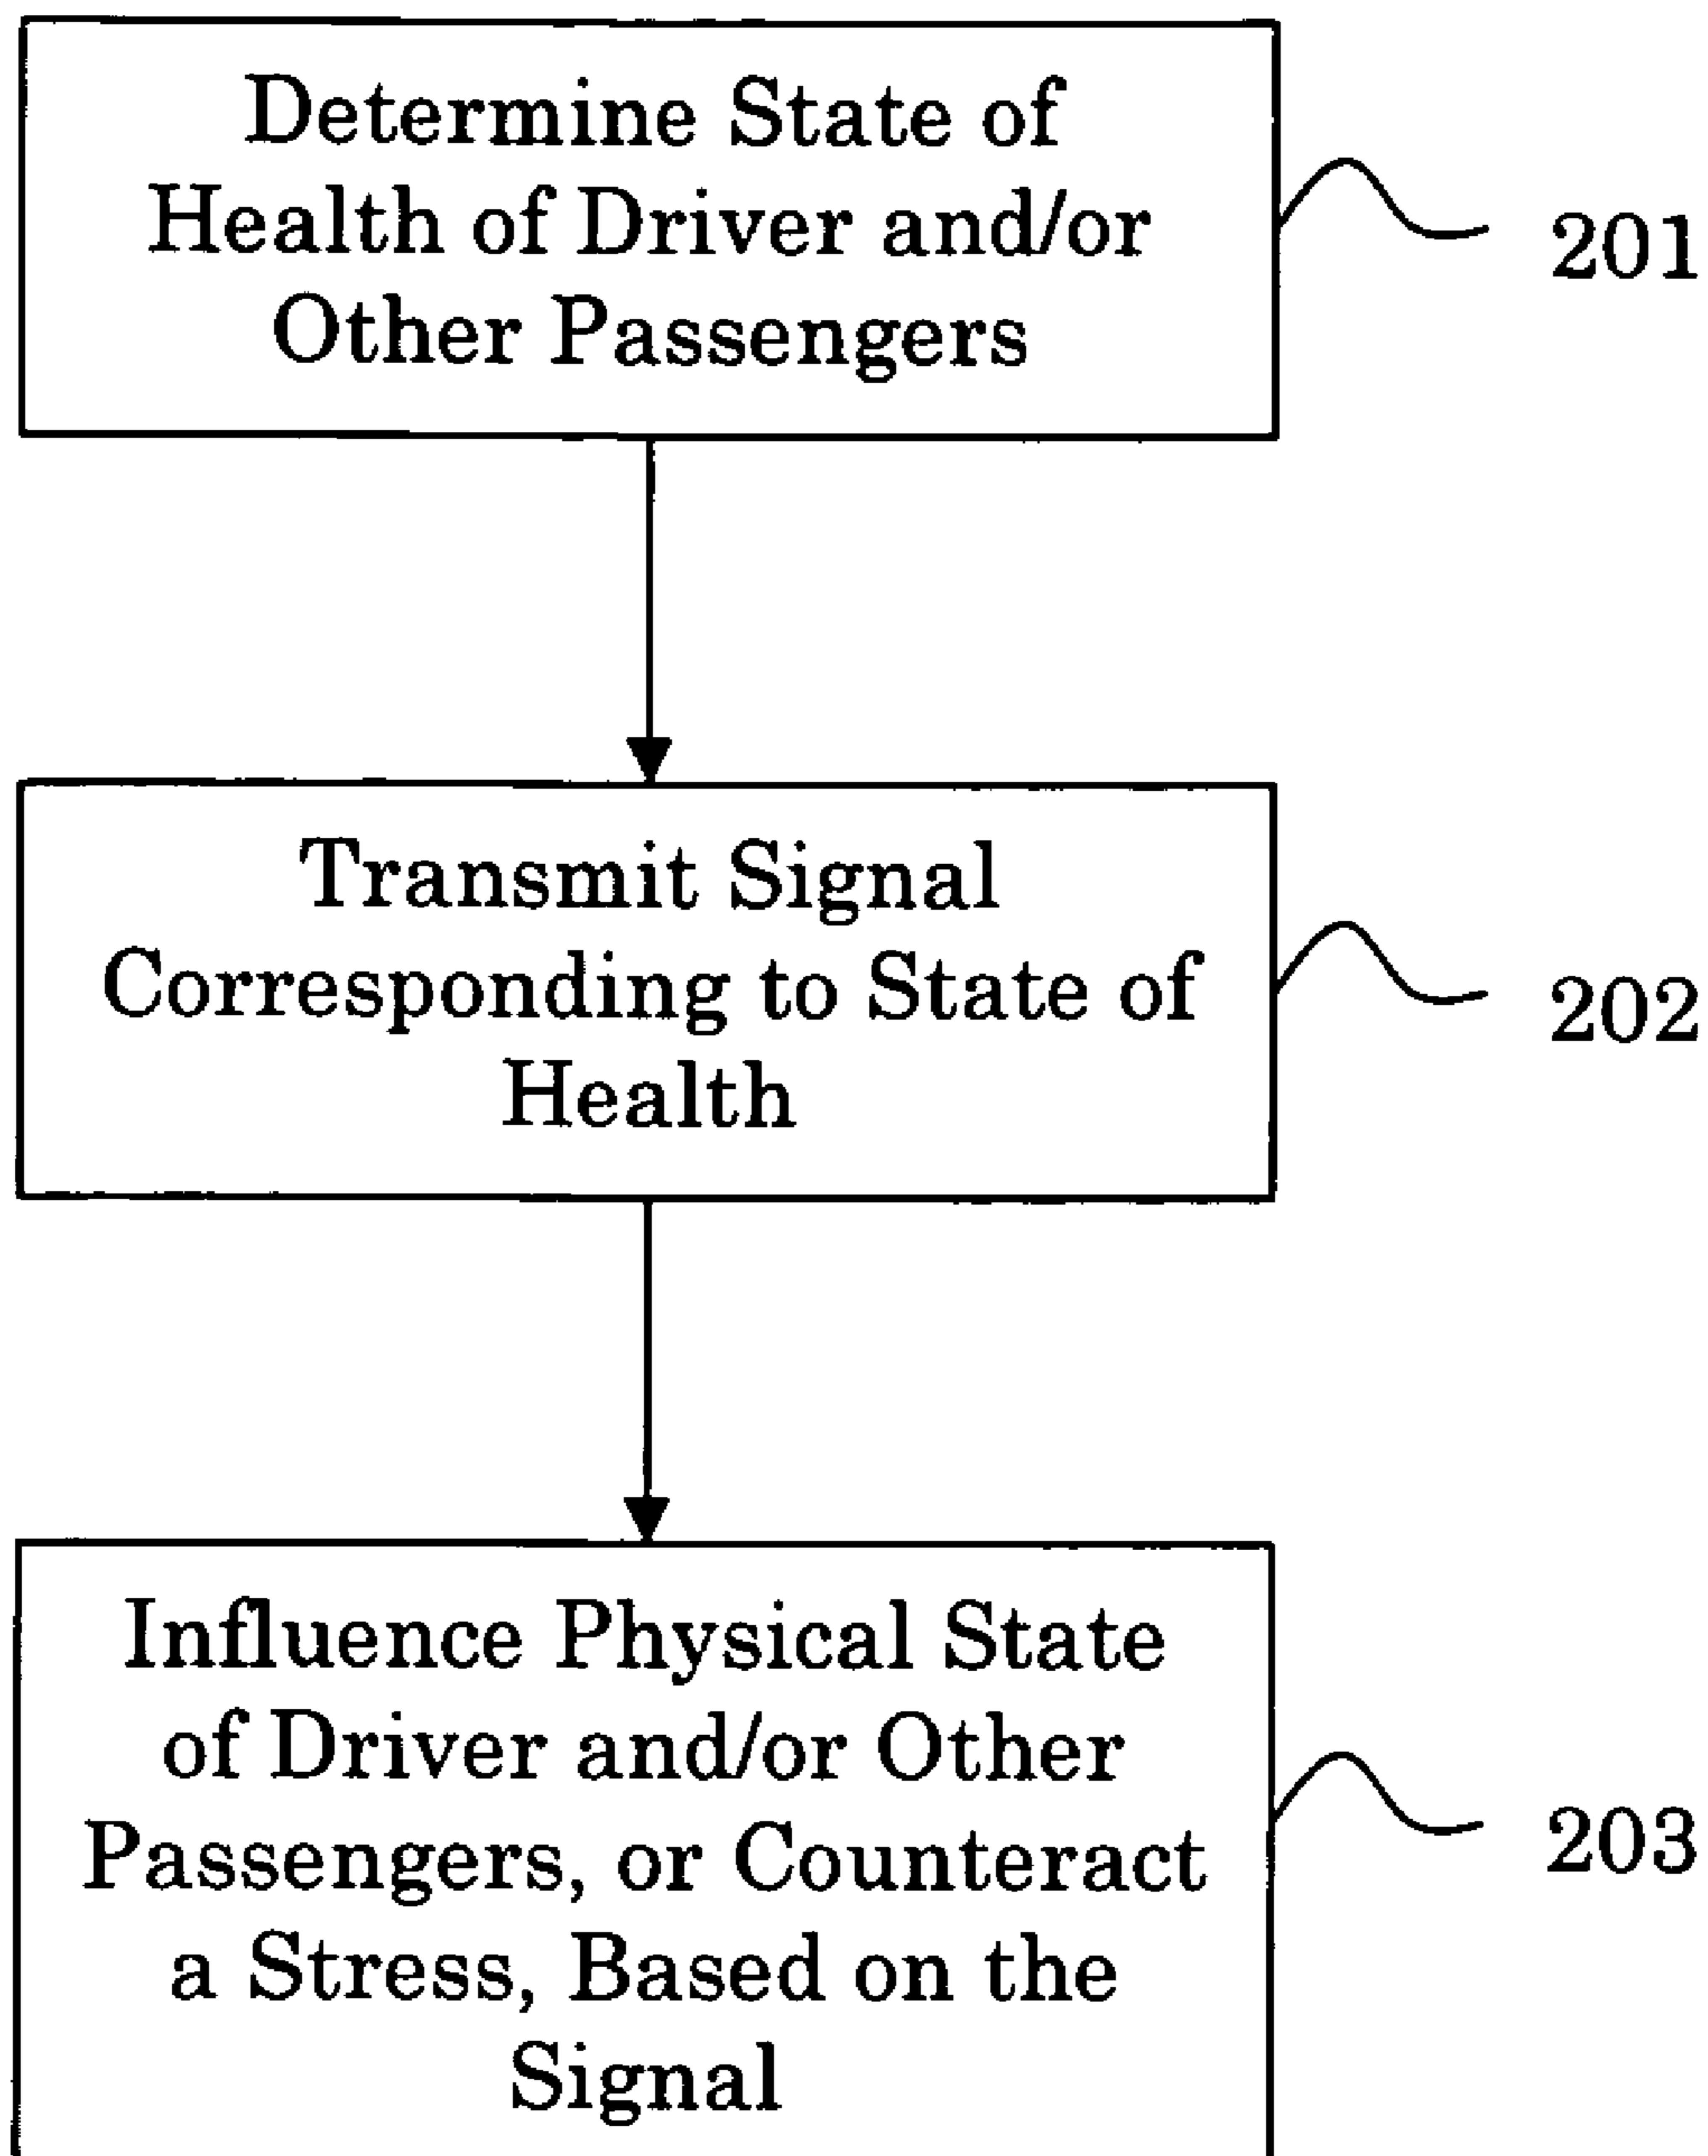 Determine State of
Health of Driver and/or
Other Passengers
201
Transmit Signal
Corresponding to State of
Health
202
Influence Physical State
of Driver and/or Other
Passengers, or Counteract
a Stress, Based on the
Signal
203